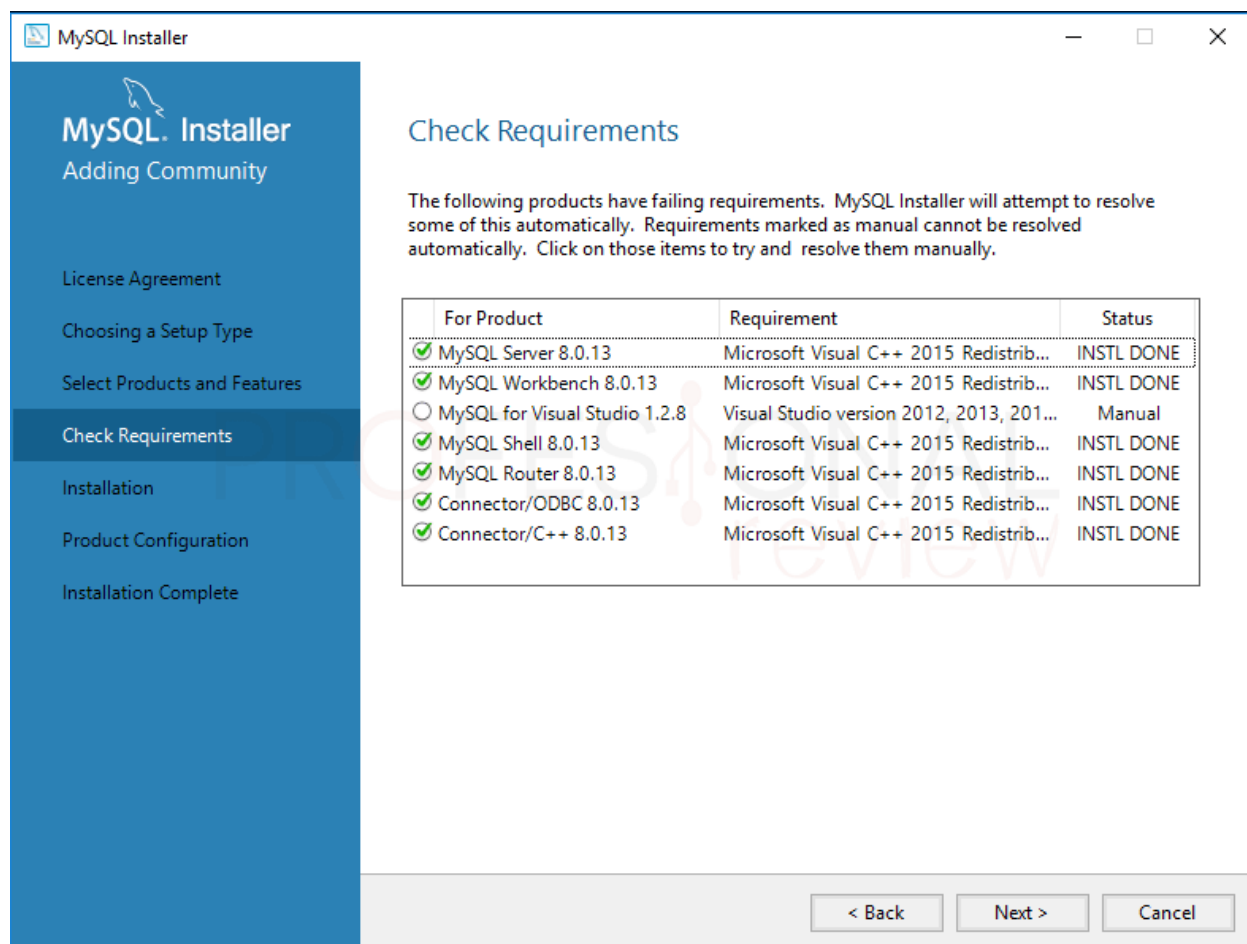 MySQL Installer
MySQL. Installer
Adding Community
License Agreement
Choosing a Setup Type
Select Products and Features
Check Requirements
Installation
Product Configuration
Installation Complete
Check Requirements
The following products have failing requirements. MySQL Installer will attempt to resolve
some of this automatically. Requirements marked as manual cannot be resolved
automatically. Click on those items to try and resolve them manually.
For Product Requirement Status
MySQL Server 8.0.13 Microsoft Visual C++ 2015 Redistrib... INSTL DONE
MySQL Workbench 8.0.13 Microsoft Visual C++ 2015 Redistrib... INSTL DONE
MySQL for Visual Studio 1.2.8 Visual Studio version 2012, 2013, 201... Manual
MySQL Shell 8.0.13 Microsoft Visual C++ 2015 Redistrib... INSTL DONE
MySQL Router 8.0.13 Microsoft Visual C++ 2015 Redistrib... INSTL DONE
Connector/ODBC 8.0.13 Microsoft Visual C++ 2015 Redistrib... INSTL DONE
Connector/C++ 8.0.13 Microsoft Visual C++ 2015 Redistrib... INSTL DONE
PROFESIONAL
review
< Back Next > Cancel